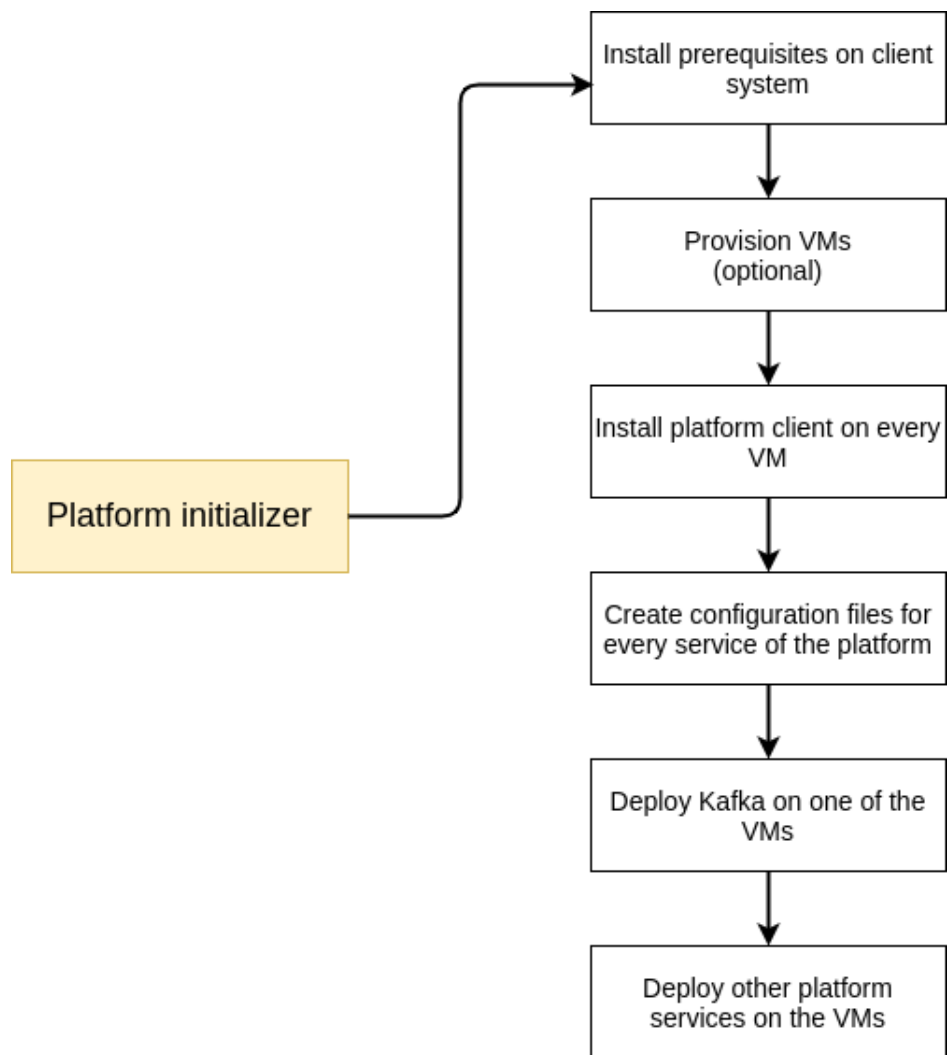 Install prerequisites on client
system
Provision VMs
(optional)
Install platform client on every
VM
Platform initializer
Create configuration files for
every service of the platform
Deploy Kafka on one of the
VMs
Deploy other platform
services on the VMs